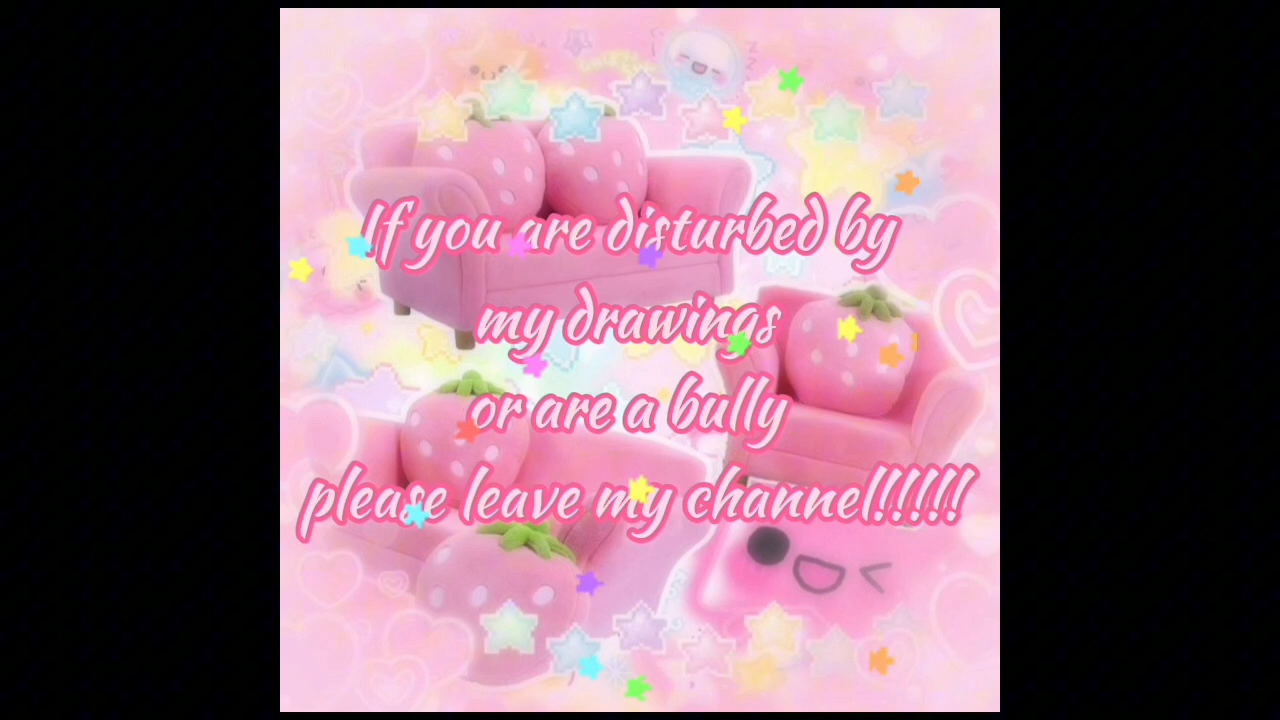 If you are disturbed by
my drawings
or are a bully
please leave my channel!!!!!